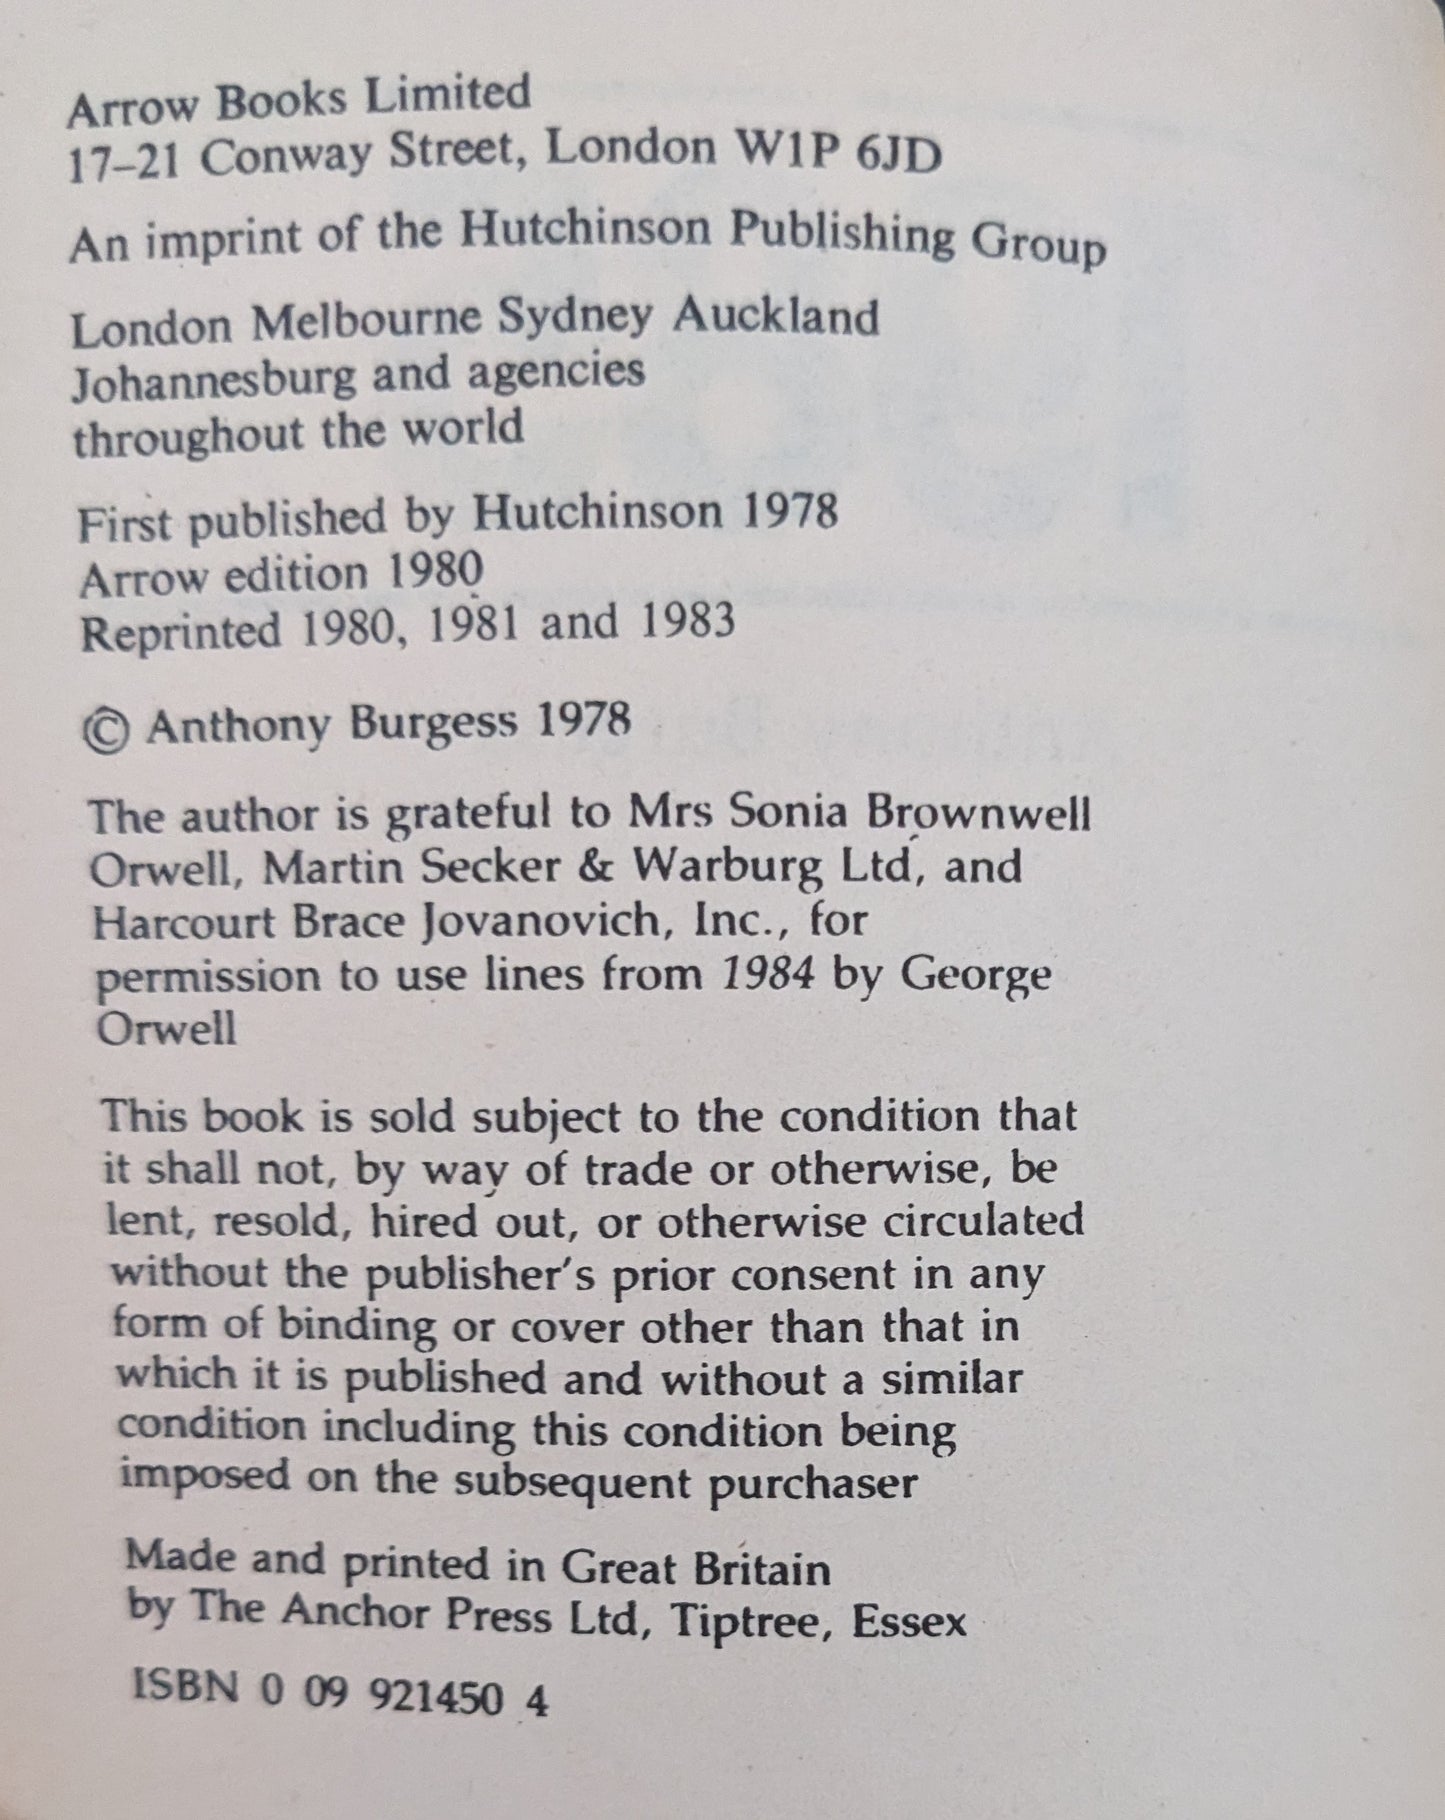 Arrow Books Limited
17–21 Conway Street, London W1P 6JD
An imprint of the Hutchinson Publishing Group
London Melbourne Sydney Auckland
Johannesburg and agencies
throughout the world
First published by Hutchinson 1978
Arrow edition 1980
Reprinted 1980, 1981 and 1983
© Anthony Burgess 1978
The author is grateful to Mrs Sonia Brownwell
Orwell, Martin Secker & Warburg Ltd, and
Harcourt Brace Jovanovich, Inc., for
permission to use lines from 1984 by George
Orwell
This book is sold subject to the condition that
it shall not, by way of trade or otherwise, be
lent, resold, hired out, or otherwise circulated
without the publisher's prior consent in any
form of binding or cover other than that in
which it is published and without a similar
condition including this condition being
imposed on the subsequent purchaser
Made and printed in Great Britain
by The Anchor Press Ltd, Tiptree, Essex
ISBN 0 09 921450 4